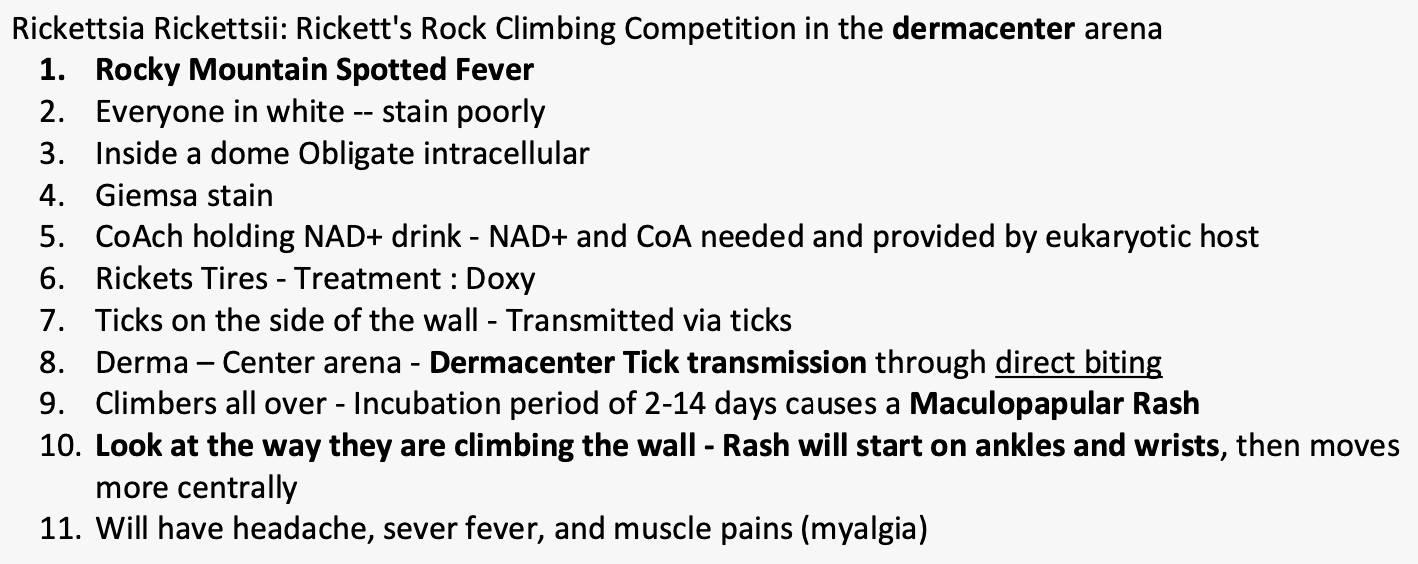 Rickettsia Rickettsii: Rickett's Rock Climbing Competition in the dermacenter arena
1. Rocky Mountain Spotted Fever
2. Everyone in white -- stain poorly
3. Inside a dome Obligate intracellular
4. Giemsa stain
5. CoAch holding NAD+ drink - NAD+ and CoA needed and provided by eukaryotic host
6. Rickets Tires - Treatment : Doxy
7. Ticks on the side of the wall - Transmitted via ticks
8. Derma – Center arena - Dermacenter Tick transmission through direct biting
9. Climbers all over - Incubation period of 2-14 days causes a Maculopapular Rash
10. Look at the way they are climbing the wall - Rash will start on ankles and wrists, then moves
more centrally
11. Will have headache, sever fever, and muscle pains (myalgia)